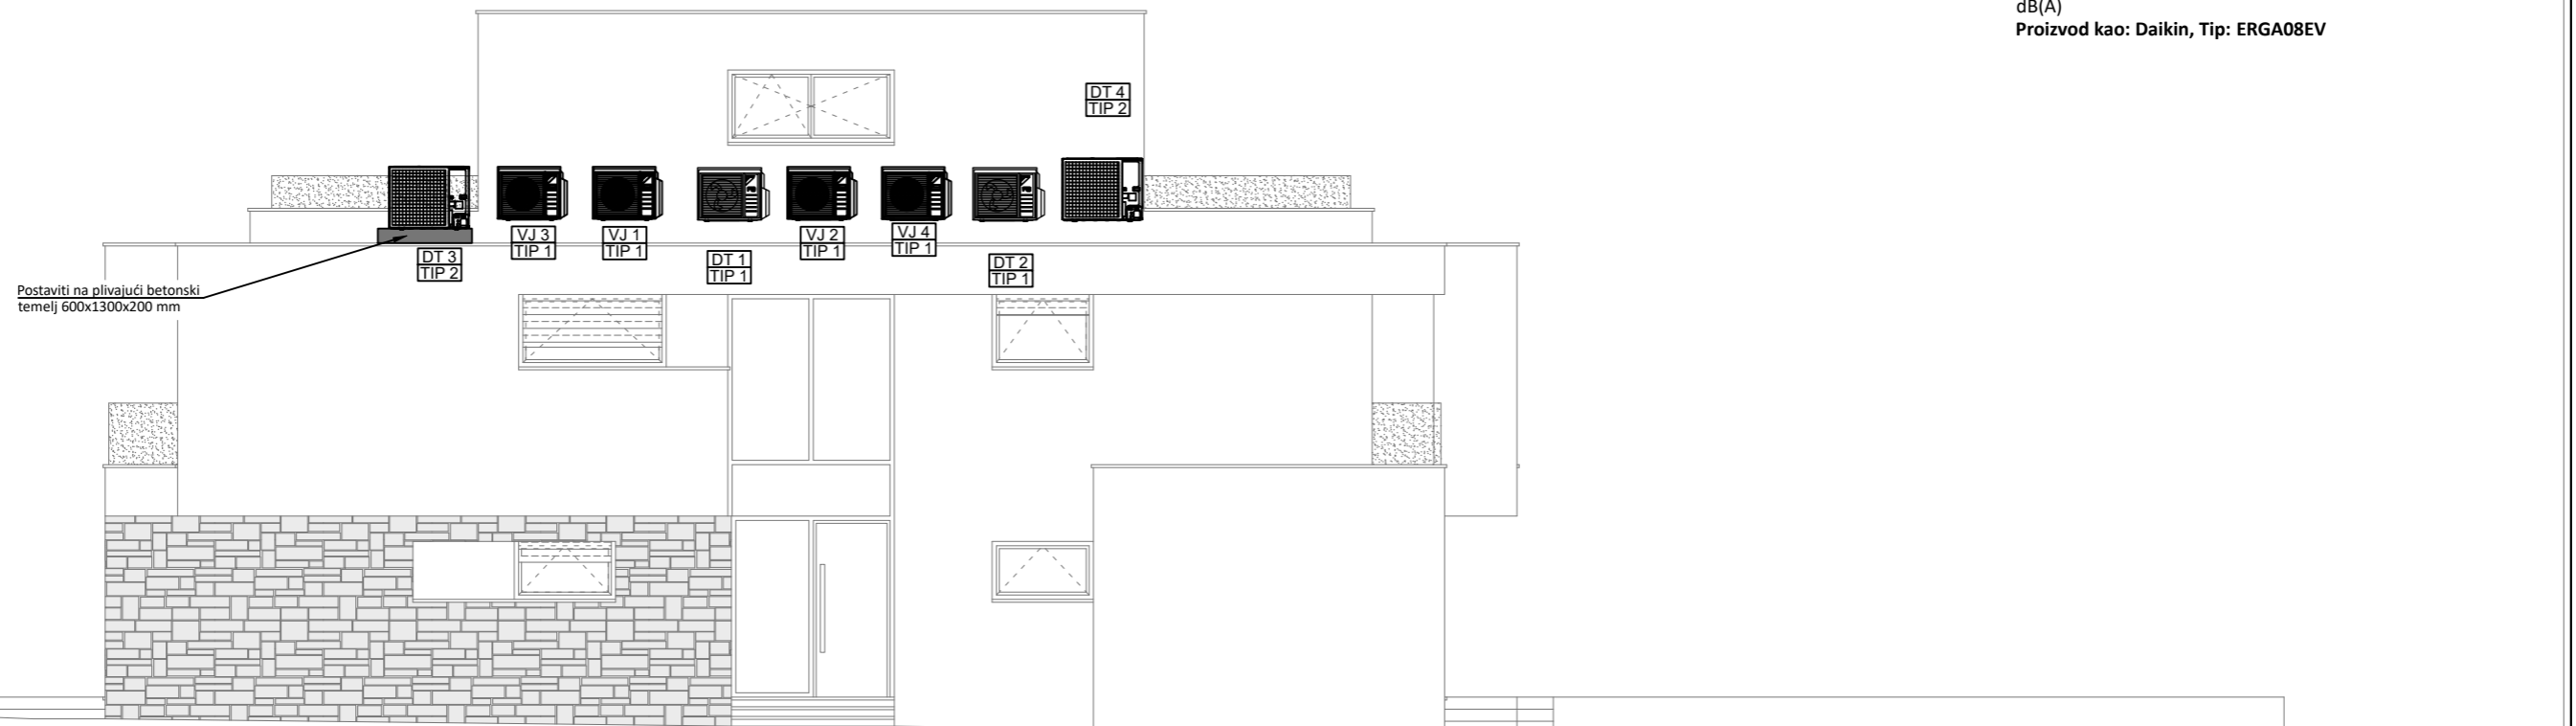 dB(A)
Proizvod kao: Daikin, Tip: ERGA08EV
DT 4
TIP 2
VJ 3
TIP 1
VJ 1
TIP 1
VJ 2
TIP 1
VJ 4
TIP 1
DT 3
TIP 2
DT 1
TIP 1
DT 2
TIP 1
Postaviti na plivajući betonski
temelj 600x1300x200 mm